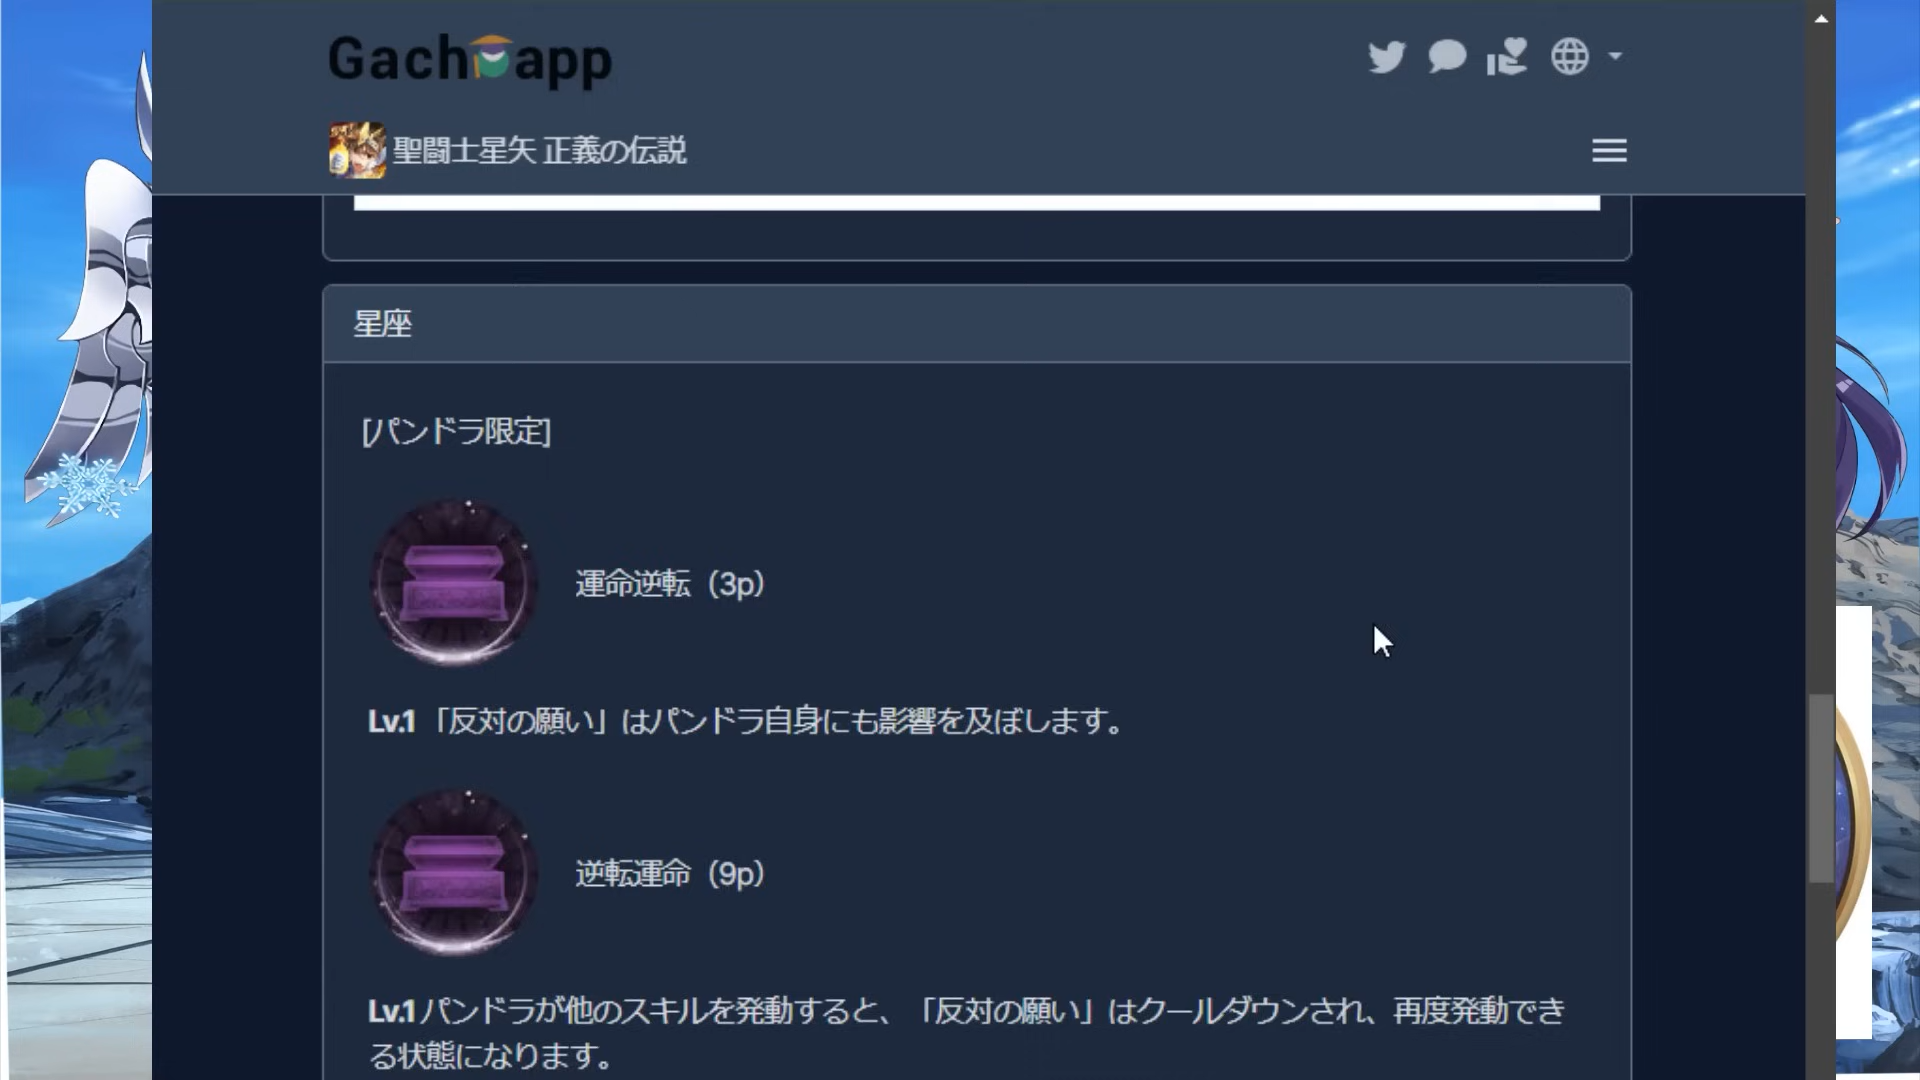 Gachapp
聖闘士星矢 正義の伝説
星座
[パンドラ限定]
運命逆転（3p）
Lv.1 「反対の願い」はパンドラ自身にも影響を及ぼします。
逆転運命（9p）
Lv.1 パンドラが他のスキルを発動すると、「反対の願い」はクールダウンされ、再度発動でき
る状態になります。